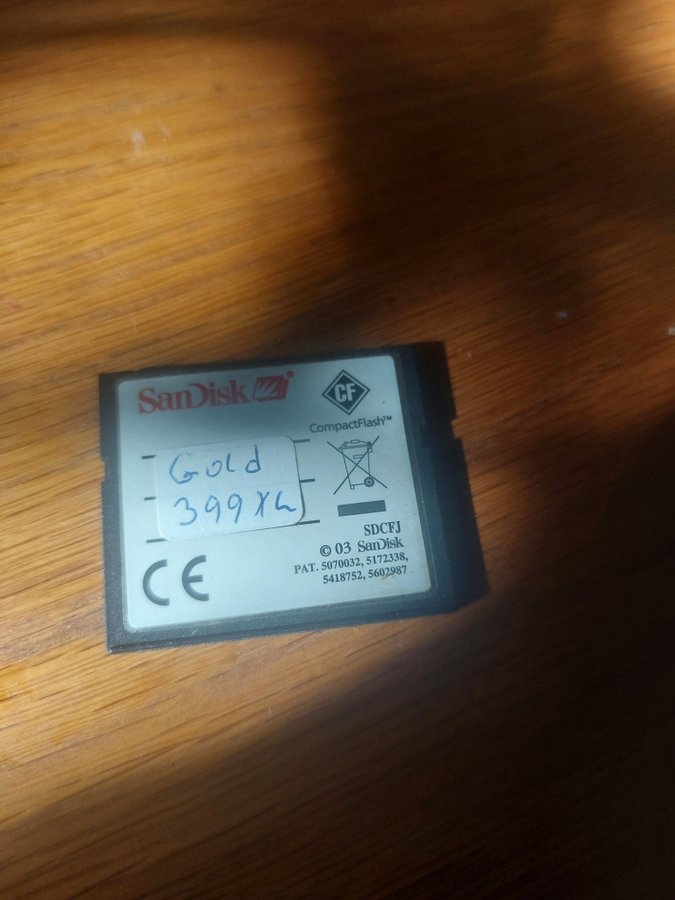 SanDisk
CF
CompactFlash™
Gold
399XL
SDCFJ
© 03 SanDisk
PAT. 5070032, 5172338,
5418752, 5602987
CE